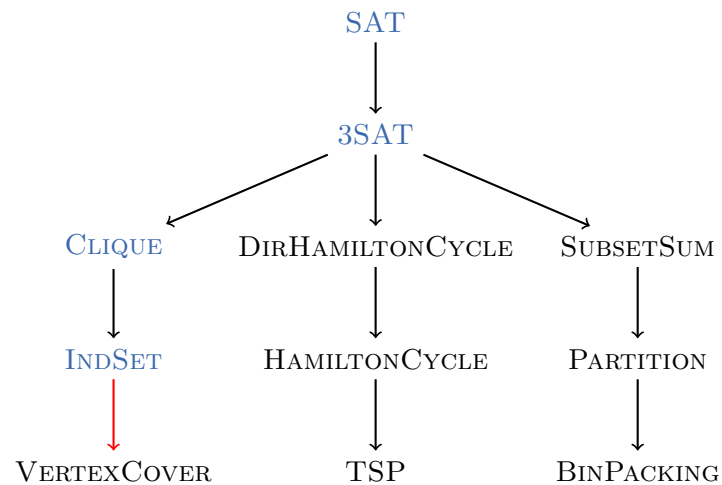 SAT
3SAT
CLIQUE DIRHAMILTONCYCLE SUBSETSUM
INDSET HAMILTONCYCLE PARTITION
VERTEXCOVER TSP BINPACKING